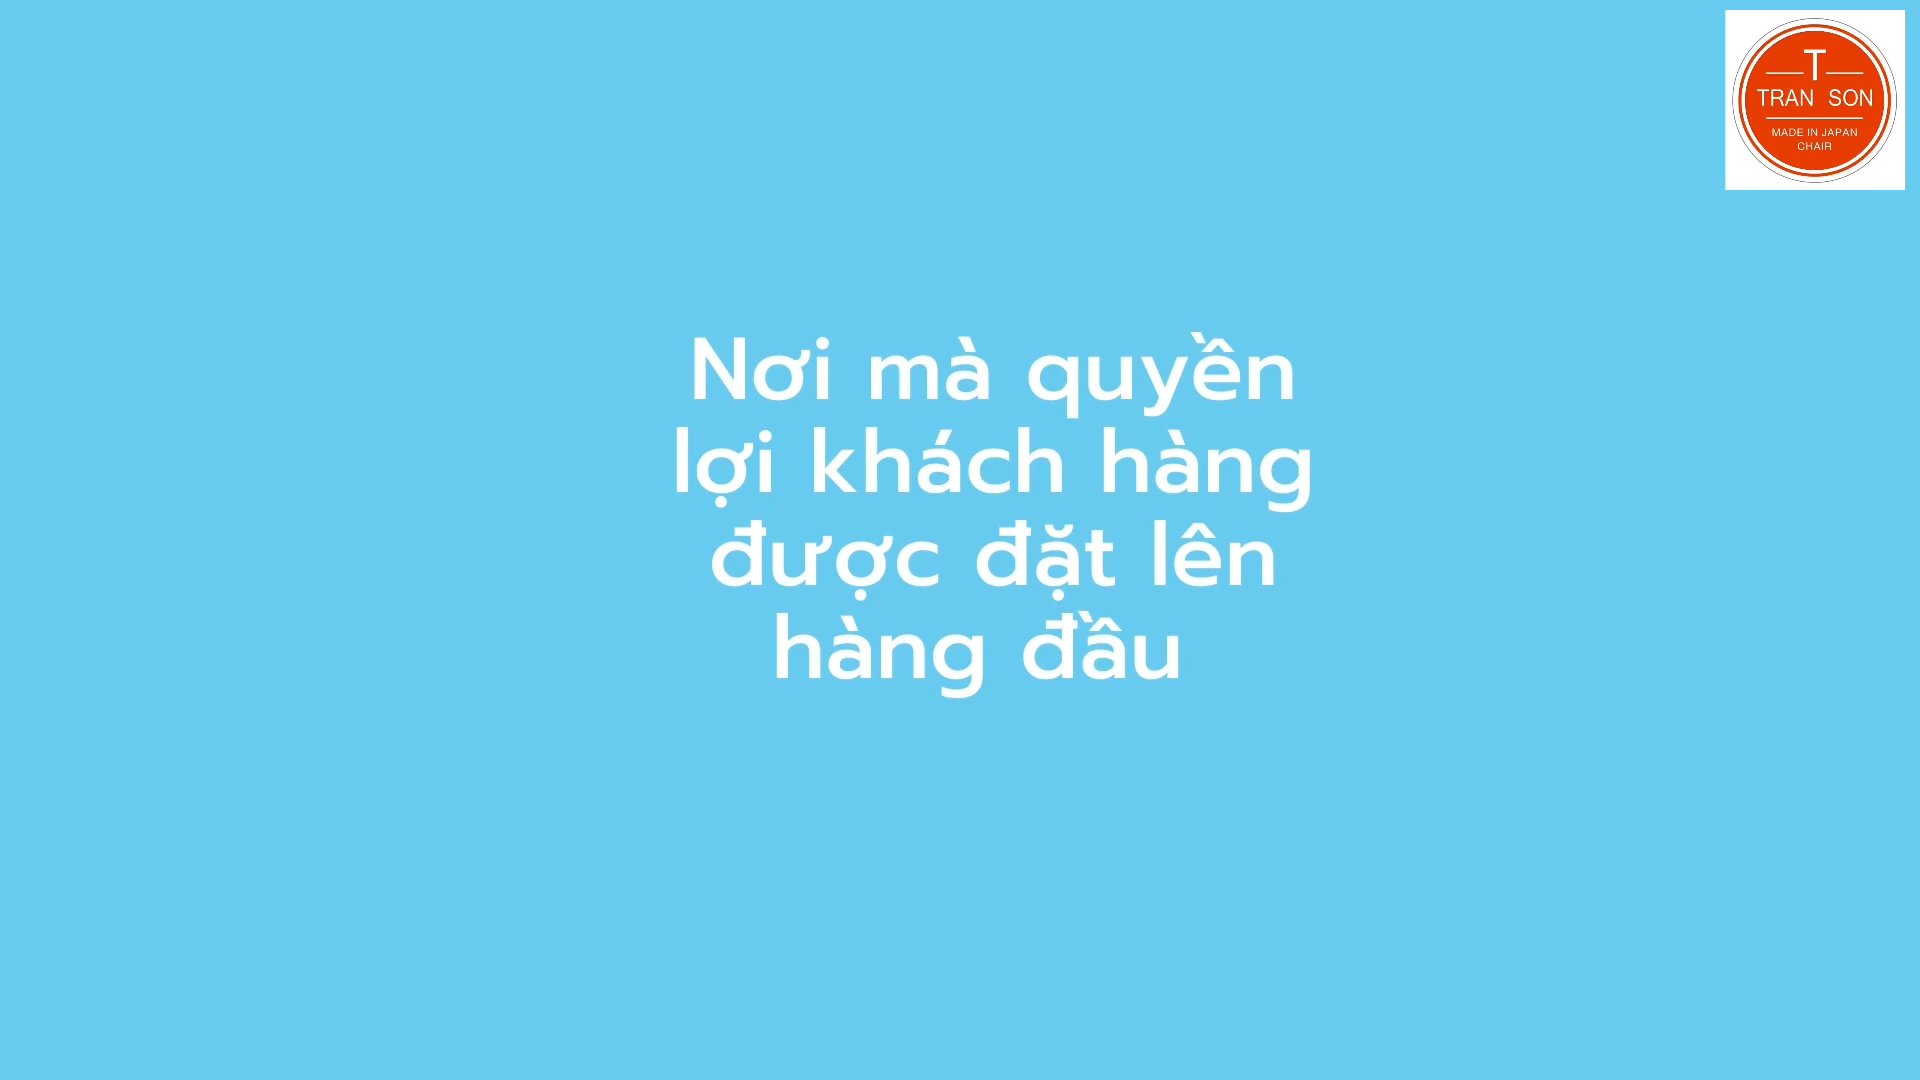 T
TRAN SON
MADE IN JAPAN
CHAIR
Nơi mà quyền
lợi khách hàng
được đặt lên
hàng đầu